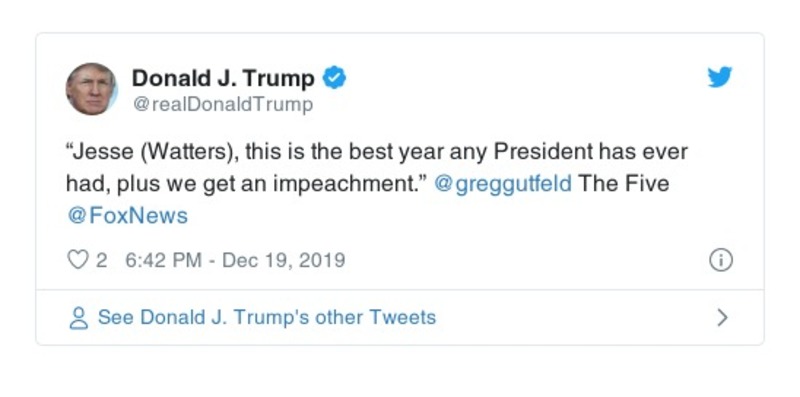 Donald J. Trump
@realDonaldTrump
“Jesse (Watters), this is the best year any President has ever
had, plus we get an impeachment.” @greggutfeld The Five
@FoxNews
2 6:42 PM - Dec 19, 2019
See Donald J. Trump's other Tweets